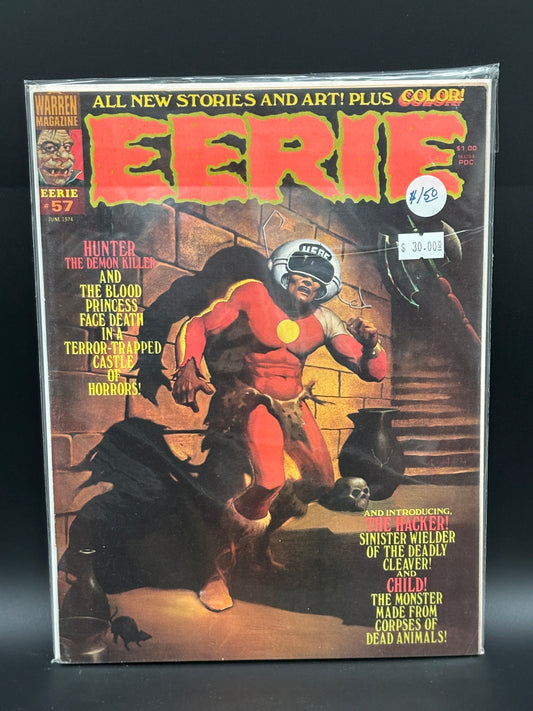 ALL NEW STORIES AND ART! PLUS COLOR!
WARREN
MAGAZINE
EERIE
$1.00
PDC
EERIE
#57
JUNE 1974
$150
$ 30.00
HUNTER
THE DEMON KILLER
AND
THE BLOOD
PRINCESS
FACE DEATH
IN A
TERROR-TRAPPED
CASTLE
OF
HORRORS!
AND INTRODUCING,
THE HACKER!
SINISTER WIELDER
OF THE DEADLY
CLEAVER!
AND
CHILD!
THE MONSTER
MADE FROM
CORPSES OF
DEAD ANIMALS!